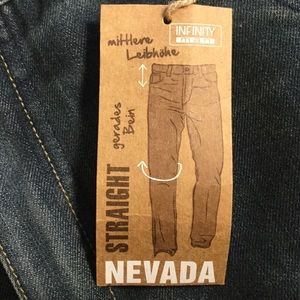 mittlere
Leibhöhe
INFINITY
gerades
Bein
STRAIGHT
NEVADA